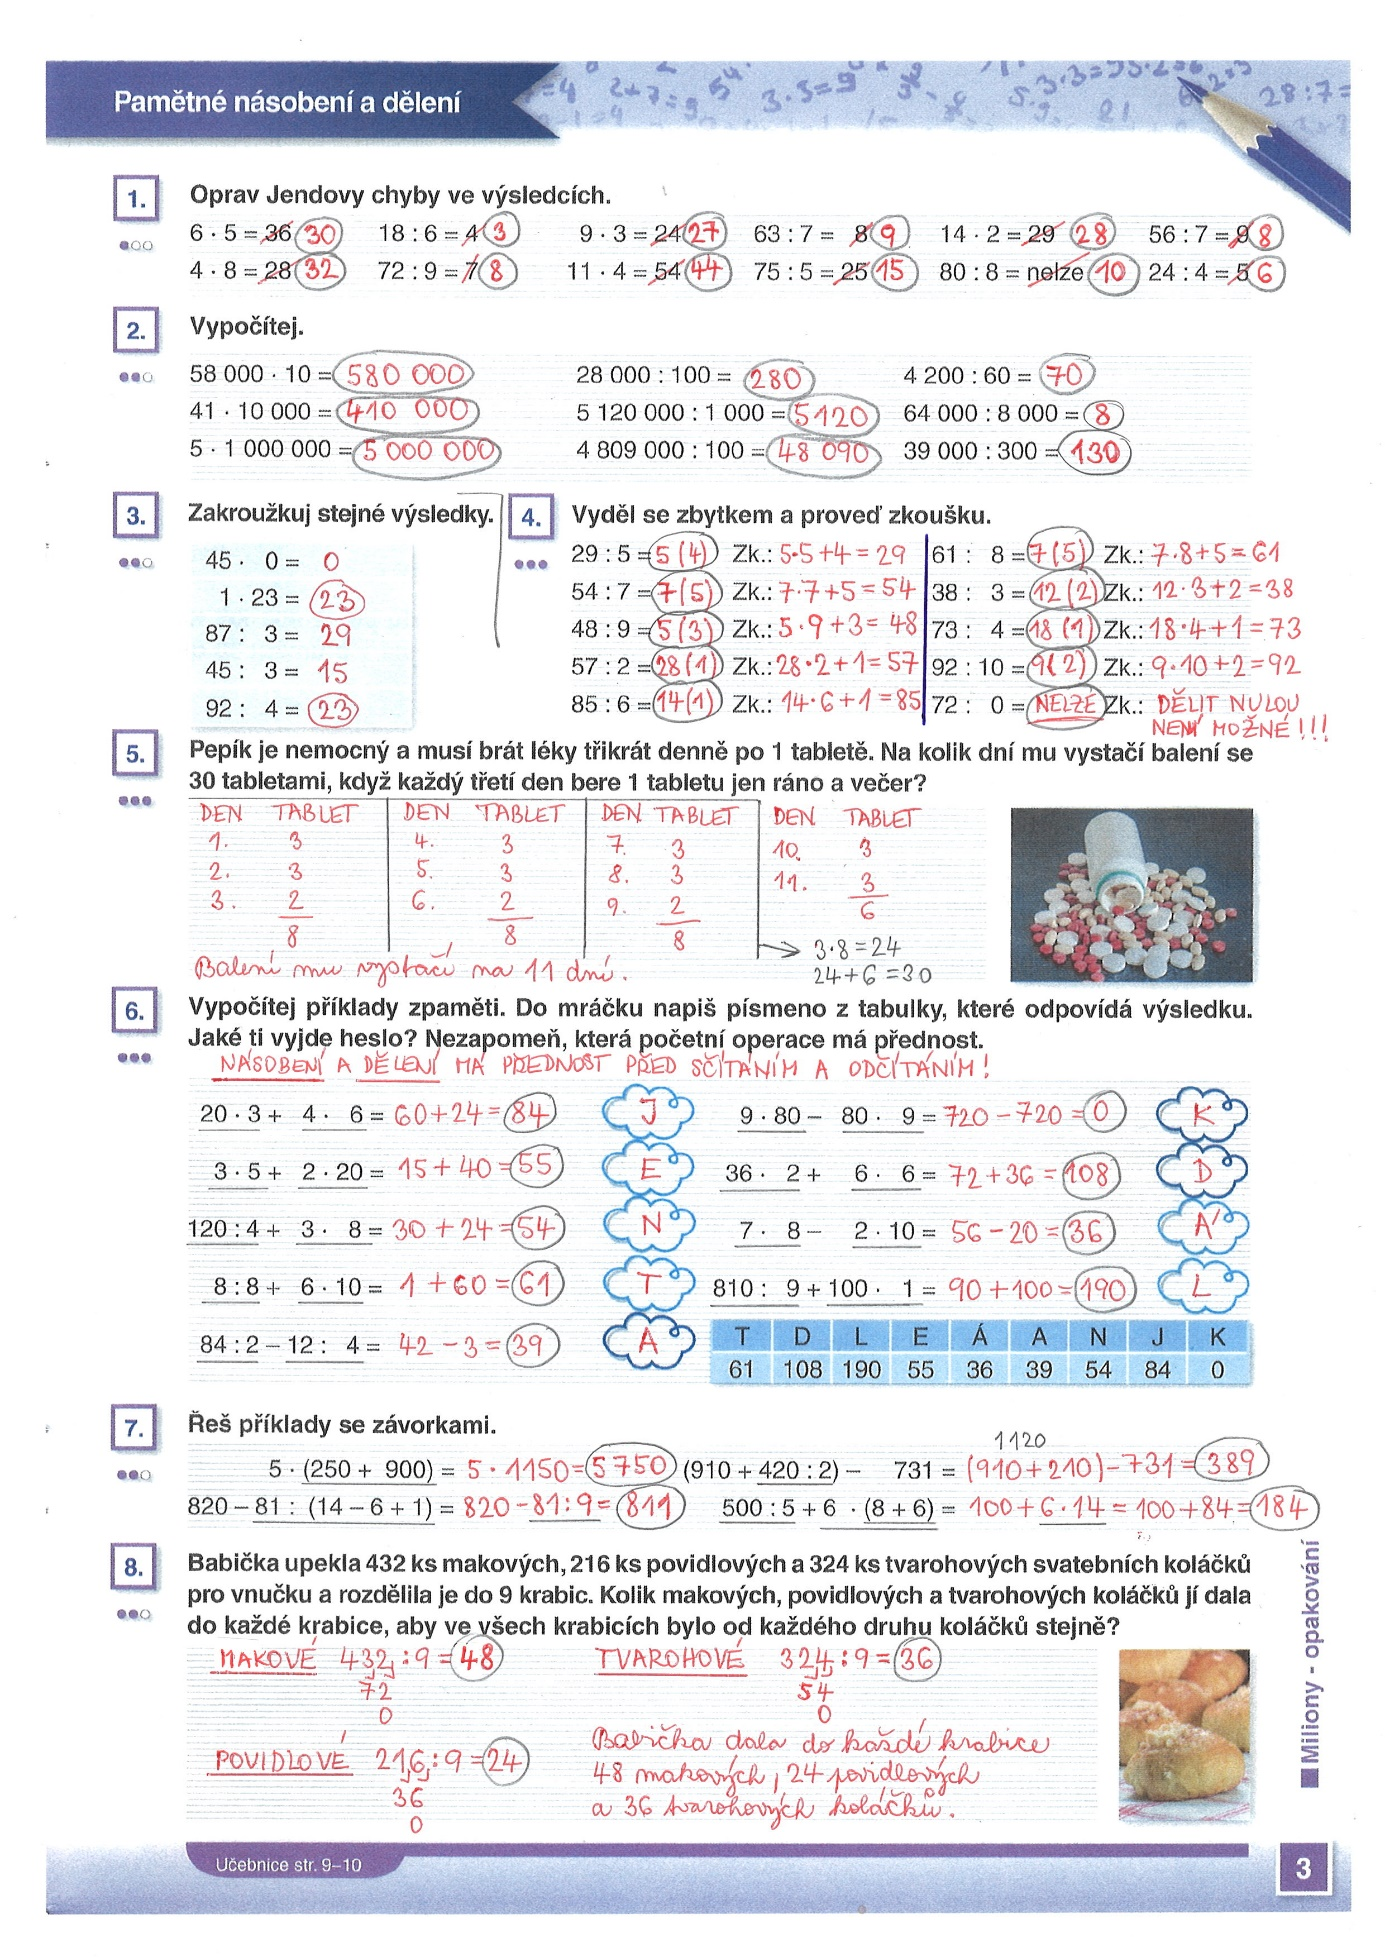 Pamětné násobení a dělení
1. Oprav Jendovy chyby ve výsledcích.
6 · 5 = 36 30 18 : 6 = 4 3 9 · 3 = 24 27 63 : 7 = 8 9 14 · 2 = 29 28 56 : 7 = 9 8
4 · 8 = 28 32 72 : 9 = 7 8 11 · 4 = 54 44 75 : 5 = 25 15 80 : 8 = nelze 10 24 : 4 = 5 6
2. Vypočítej.
58 000 · 10 = 580 000 28 000 : 100 = 280 4 200 : 60 = 70
41 · 10 000 = 410 000 5 120 000 : 1 000 = 5120 64 000 : 8 000 = 8
5 · 1 000 000 = 5 000 000 4 809 000 : 100 = 48 090 39 000 : 300 = 130
3. Zakroužkuj stejné výsledky.
45 · 0 = 0
1 · 23 = 23
87 : 3 = 29
45 : 3 = 15
92 : 4 = 23
4. Vyděl se zbytkem a proveď zkoušku.
29 : 5 = 5 (4) Zk.: 5·5+4=29 61 : 8 = 7(5) Zk.: 7·8+5=61
54 : 7 = 7(5) Zk.: 7·7+5=54 38 : 3 = 12(2) Zk.: 12·3+2=38
48 : 9 = 5(3) Zk.: 5·9+3=48 73 : 4 = 18(1) Zk.: 18·4+1=73
57 : 2 = 28(1) Zk.: 28·2+1=57 92 : 10 = 9(2) Zk.: 9·10+2=92
85 : 6 = 14(1) Zk.: 14·6+1=85 72 : 0 = NELZE Zk.: DĚLIT NULOU
NENÍ MOŽNÉ!!!
5. Pepík je nemocný a musí brát léky třikrát denně po 1 tabletě. Na kolik dní mu vystačí balení se
30 tabletami, když každý třetí den bere 1 tabletu jen ráno a večer?
DEN TABLET DEN TABLET DEN TABLET DEN TABLET
1. 3 4. 3 7. 3 10. 3
2. 3 5. 3 8. 3 11. 3
3. 2 6. 2 9. 2 6
8 8 8
3·8=24
Balení mu vystačí na 11 dní. 24+6=30
6. Vypočítej příklady zpaměti. Do mráčku napiš písmeno z tabulky, které odpovídá výsledku.
Jaké ti vyjde heslo? Nezapomeň, která početní operace má přednost.
NÁSOBENÍ A DĚLENÍ MÁ PŘEDNOST PŘED SČÍTÁNÍM A ODČÍTÁNÍM!
20 · 3 + 4 · 6 = 60+24=84 J 9 · 80 – 80 · 9 = 720-720=0 K
3 · 5 + 2 · 20 = 15+40=55 E 36 · 2 + 6 · 6 = 72+36=108 D
120 : 4 + 3 · 8 = 30+24=54 N 7 · 8 – 2 · 10 = 56-20=36 Á
8 : 8 + 6 · 10 = 1+60=61 T 810 : 9 + 100 · 1 = 90+100=190 L
84 : 2 – 12 : 4 = 42-3=39 A
T D L E Á A N J K
61 108 190 55 36 39 54 84 0
7. Řeš příklady se závorkami.
1120
5 · (250 + 900) = 5·1150=5750 (910 + 420 : 2) – 731 = (910+210)-731=389
820 – 81 : (14 – 6 + 1) = 820-81:9=811 500 : 5 + 6 · (8 + 6) = 100+6·14=100+84=184
8. Babička upekla 432 ks makových, 216 ks povidlových a 324 ks tvarohových svatebních koláčků
pro vnučku a rozdělila je do 9 krabic. Kolik makových, povidlových a tvarohových koláčků jí dala
do každé krabice, aby ve všech krabicích bylo od každého druhu koláčků stejně?
MAKOVÉ 432:9=48 TVAROHOVÉ 324:9=36
72 54
0 0
POVIDLOVÉ 216:9=24
36
0
Babička dala do každé krabice
48 makových, 24 povidlových
a 36 tvarohových koláčků.
Miliony - opakování
Učebnice str. 9–10
3